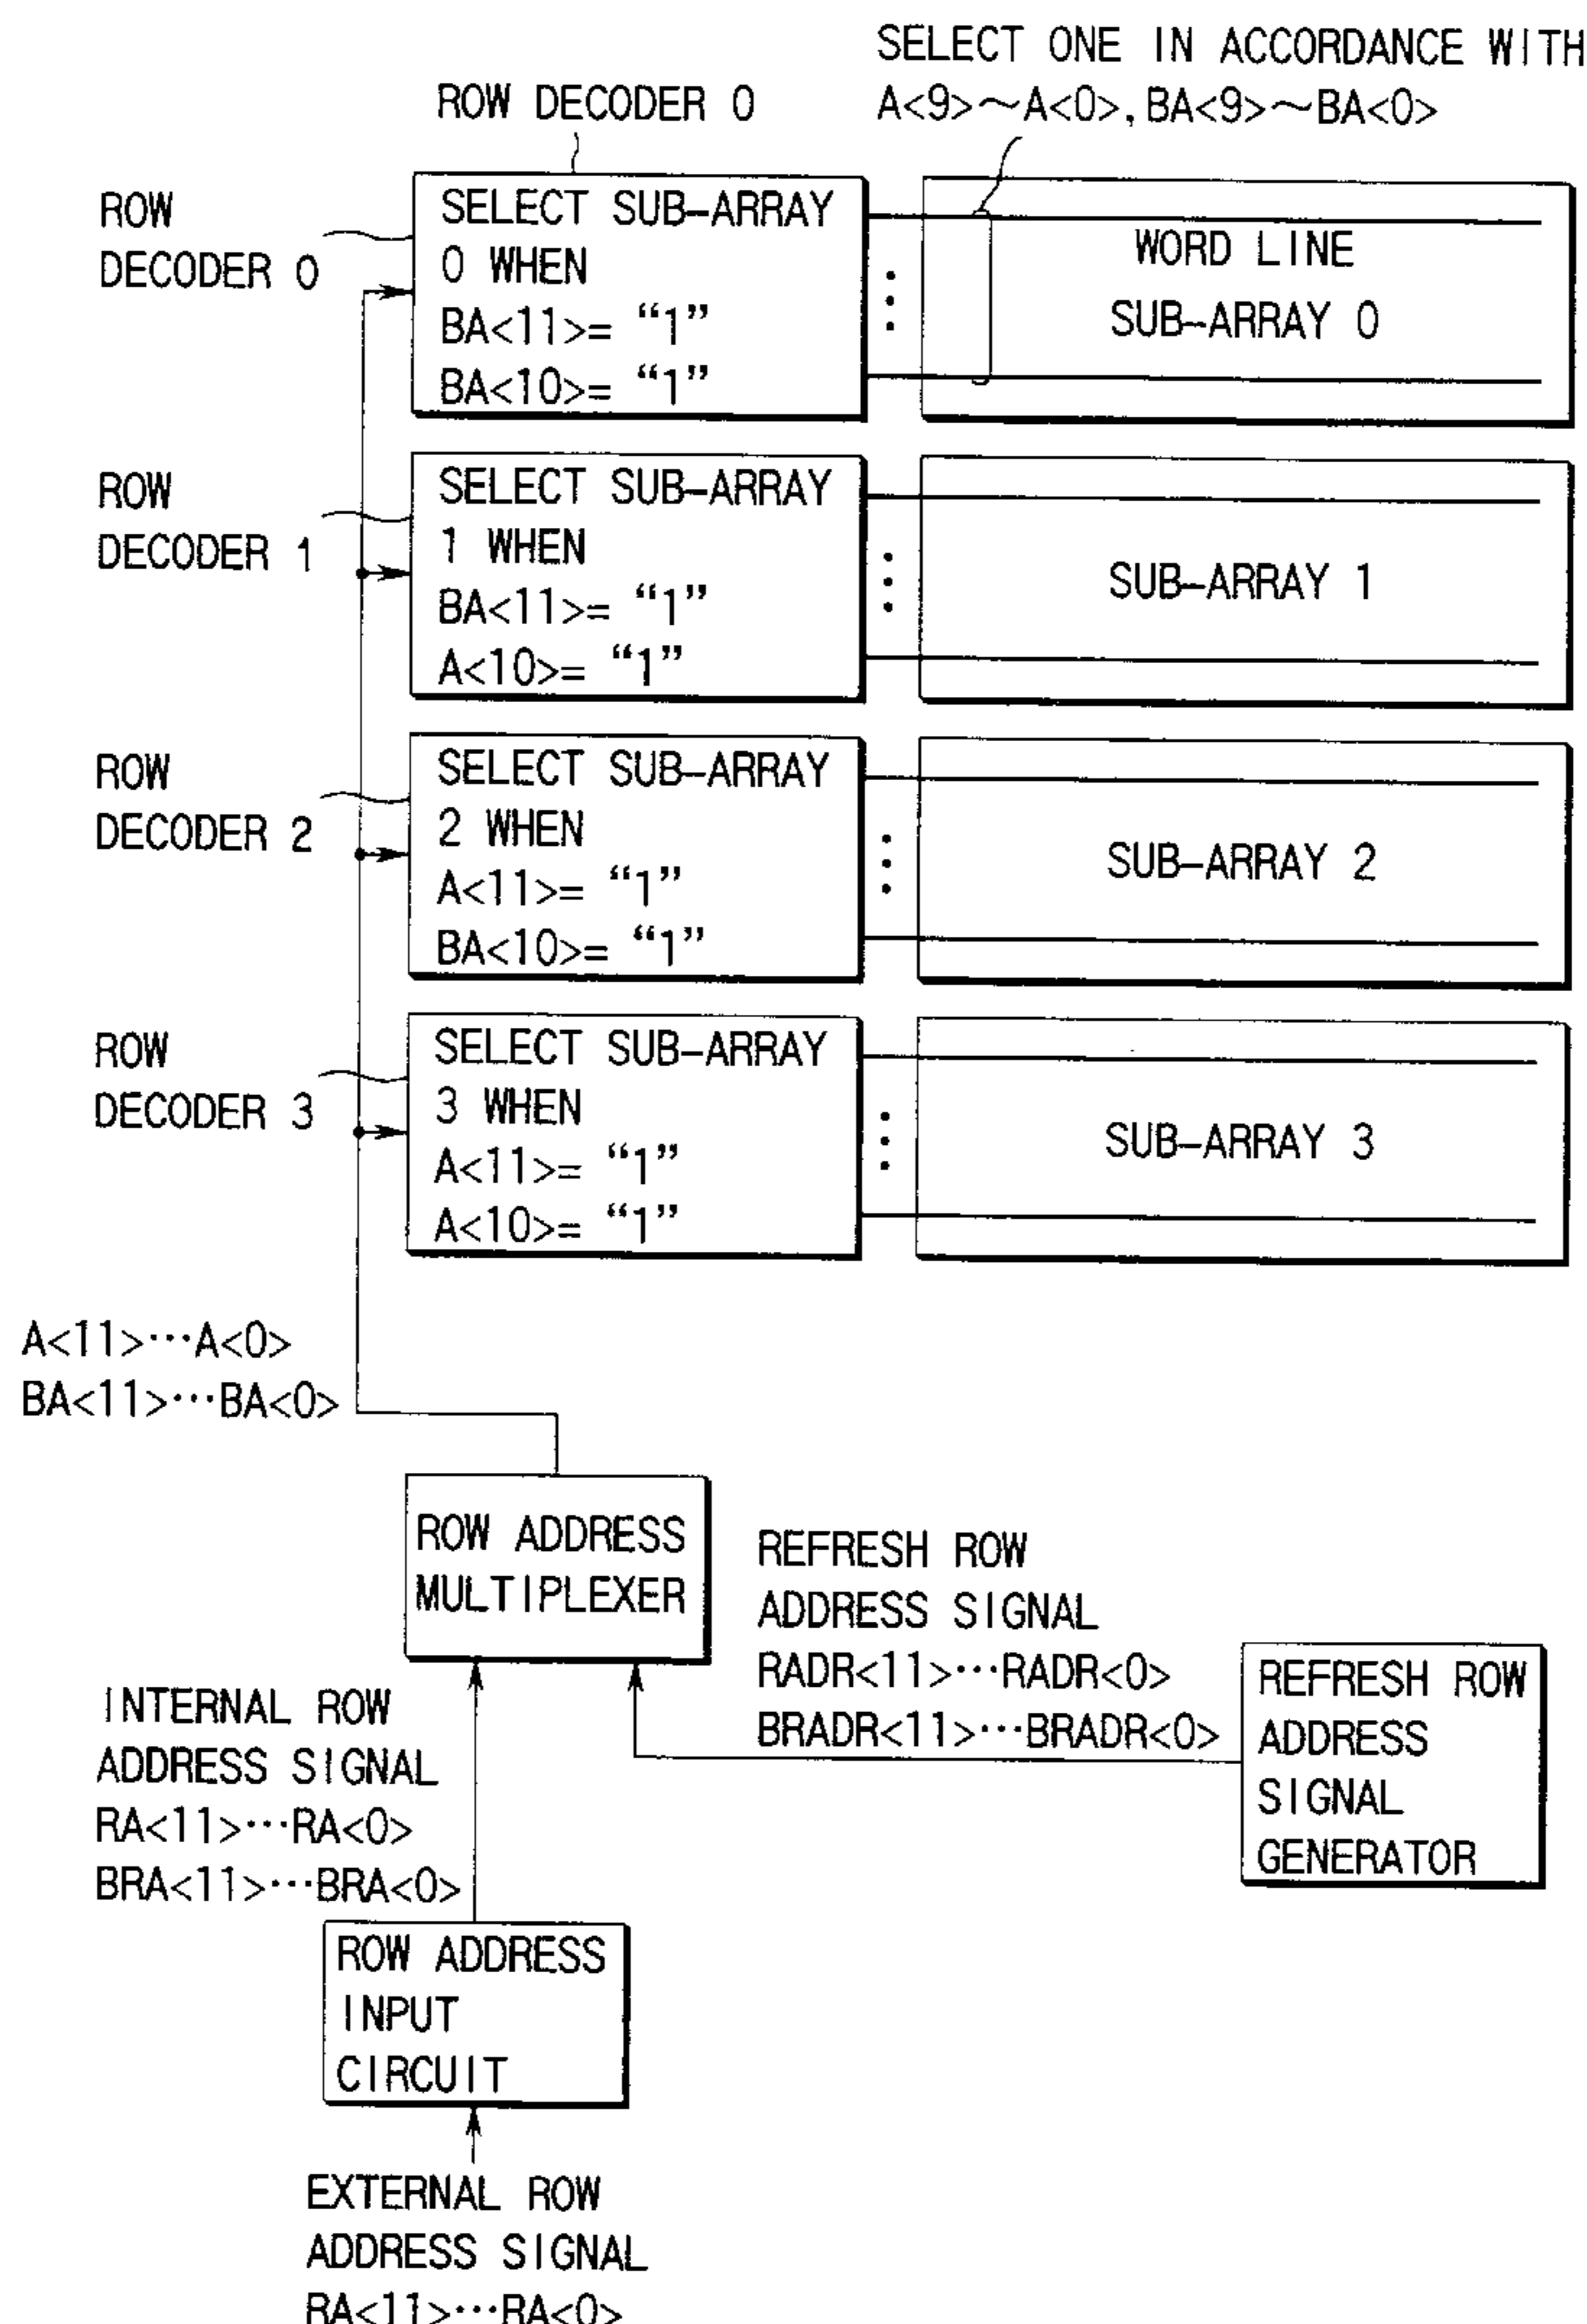 SELECT ONE IN ACCORDANCE WITH
A<9>~A<0>, BA<9>~BA<0>
ROW DECODER 0
ROW
DECODER 0
SELECT SUB-ARRAY
0 WHEN
BA<11>= “1”
BA<10>= “1”
WORD LINE
SUB-ARRAY 0
ROW
DECODER 1
SELECT SUB-ARRAY
1 WHEN
BA<11>= “1”
A<10>= “1”
SUB-ARRAY 1
ROW
DECODER 2
SELECT SUB-ARRAY
2 WHEN
A<11>= “1”
BA<10>= “1”
SUB-ARRAY 2
ROW
DECODER 3
SELECT SUB-ARRAY
3 WHEN
A<11>= “1”
A<10>= “1”
SUB-ARRAY 3
A<11>···A<0>
BA<11>···BA<0>
ROW ADDRESS
MULTIPLEXER
REFRESH ROW
ADDRESS SIGNAL
RADR<11>···RADR<0>
BRADR<11>···BRADR<0>
REFRESH ROW
ADDRESS
SIGNAL
GENERATOR
INTERNAL ROW
ADDRESS SIGNAL
RA<11>···RA<0>
BRA<11>···BRA<0>
ROW ADDRESS
INPUT
CIRCUIT
EXTERNAL ROW
ADDRESS SIGNAL
RA<11>···RA<0>